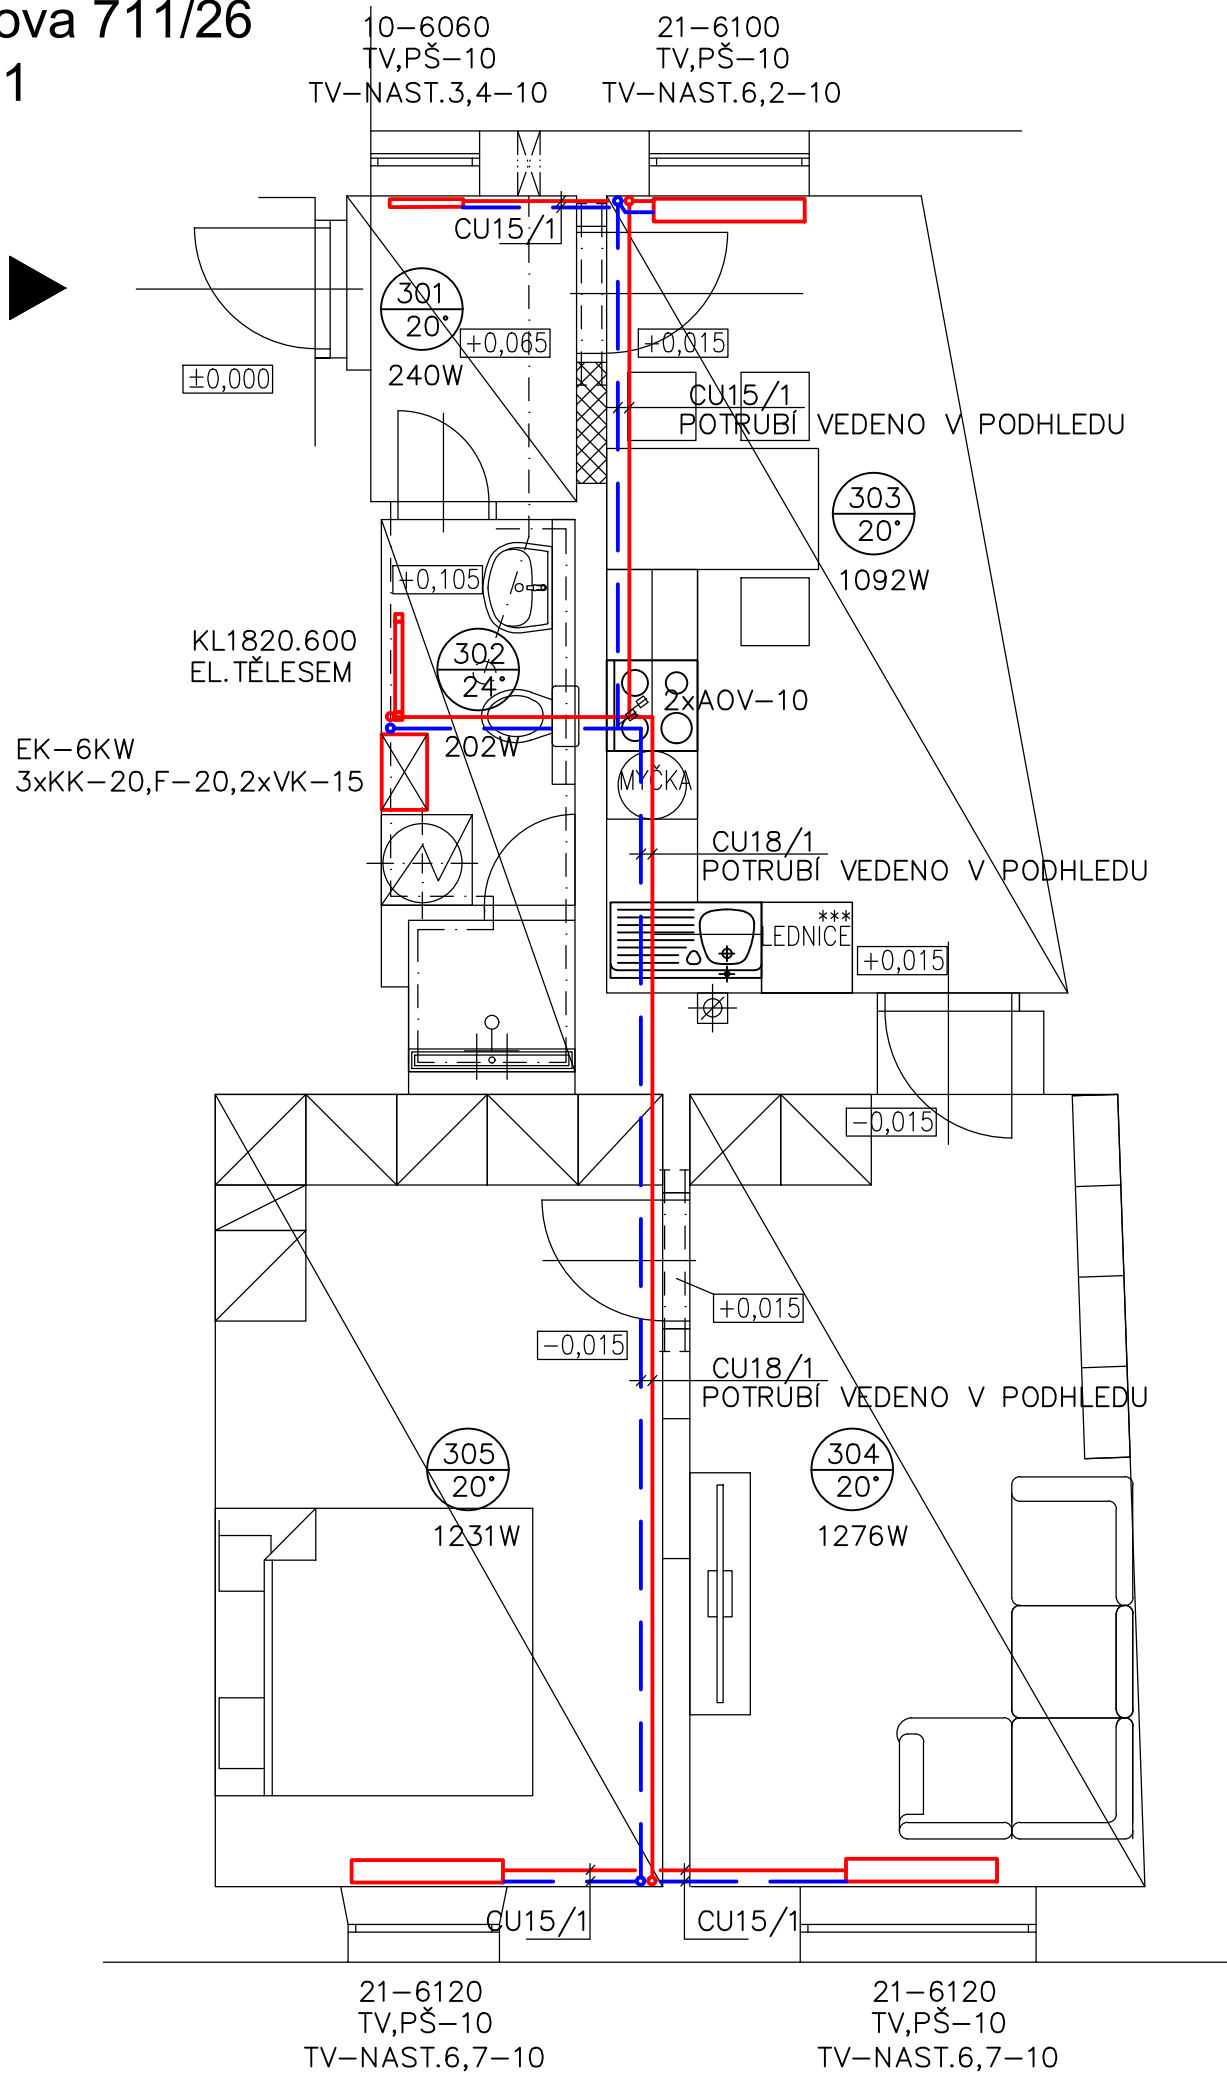 ova 711/26
1
10-6060
TV,PŠ-10
TV-NAST.3,4-10
21-6100
TV,PŠ-10
TV-NAST.6,2-10
CU15/1
301
20°
240W
+0,065
+0,015
±0,000
CU15/1
POTRUBÍ VEDENO V PODHLEDU
303
20°
1092W
+0,105
KL1820.600
EL.TĚLESEM
302
24°
202W
2xAOV-10
EK-6KW
3xKK-20,F-20,2xVK-15
MYČKA
CU18/1
POTRUBÍ VEDENO V PODHLEDU
***
LEDNICE
+0,015
-0,015
+0,015
-0,015
CU18/1
POTRUBÍ VEDENO V PODHLEDU
305
20°
1231W
304
20°
1276W
CU15/1
CU15/1
21-6120
TV,PŠ-10
TV-NAST.6,7-10
21-6120
TV,PŠ-10
TV-NAST.6,7-10